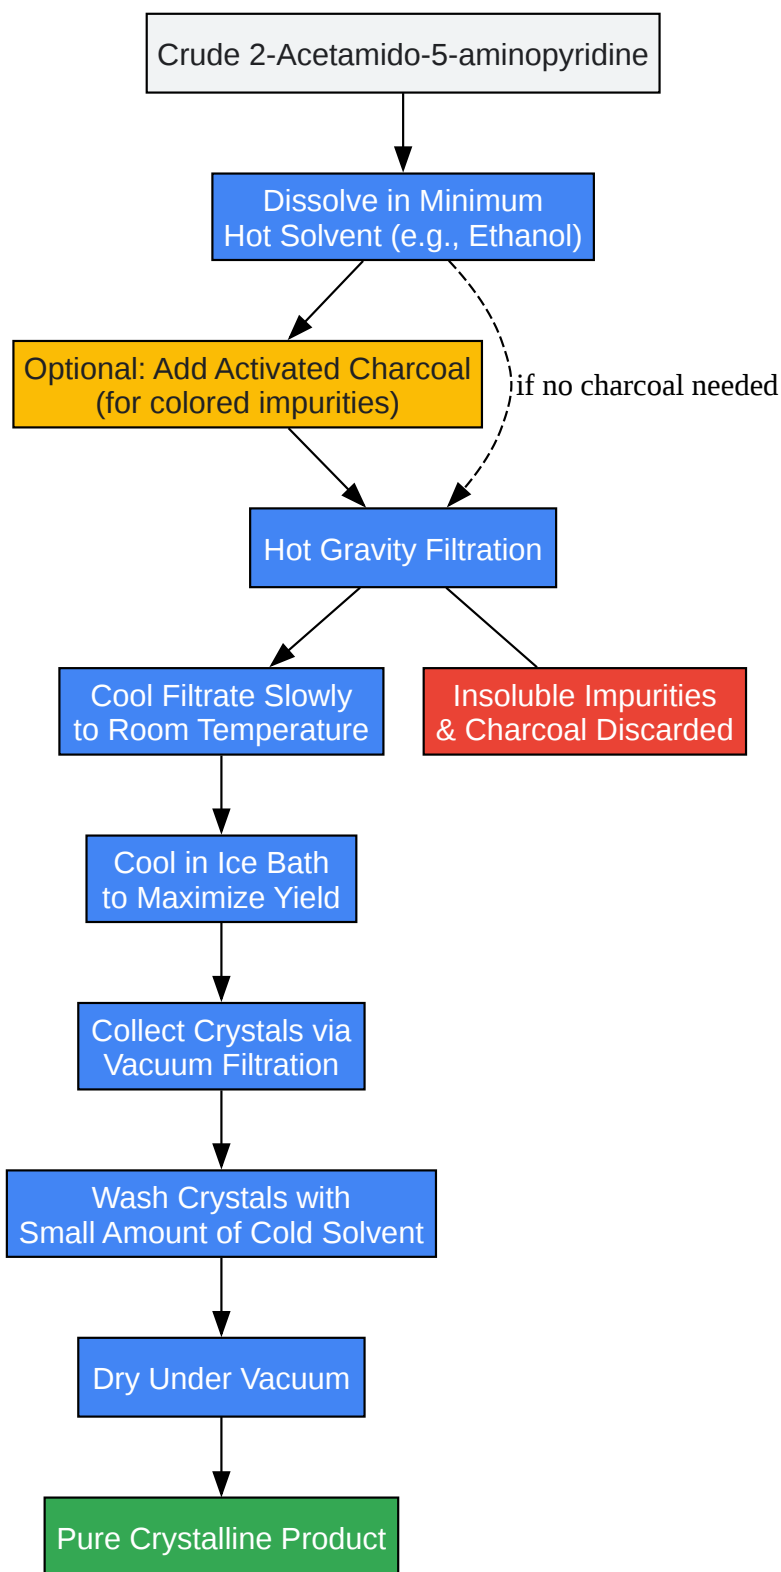 Crude 2-Acetamido-5-aminopyridine
Dissolve in Minimum
Hot Solvent (e.g., Ethanol)
Optional: Add Activated Charcoal
(for colored impurities)
if no charcoal needed
Hot Gravity Filtration
Cool Filtrate Slowly
to Room Temperature
Insoluble Impurities
& Charcoal Discarded
Cool in Ice Bath
to Maximize Yield
Collect Crystals via
Vacuum Filtration
Wash Crystals with
Small Amount of Cold Solvent
Dry Under Vacuum
Pure Crystalline Product